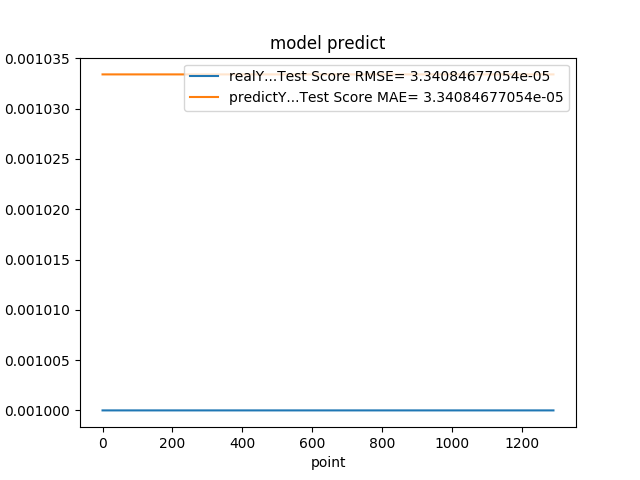 model predict
0.001035
0.001030
0.001025
0.001020
0.001015
0.001010
0.001005
0.001000
realY...Test Score RMSE= 3.34084677054e-05
predictY...Test Score MAE= 3.34084677054e-05
0 200 400 600 800 1000 1200
point